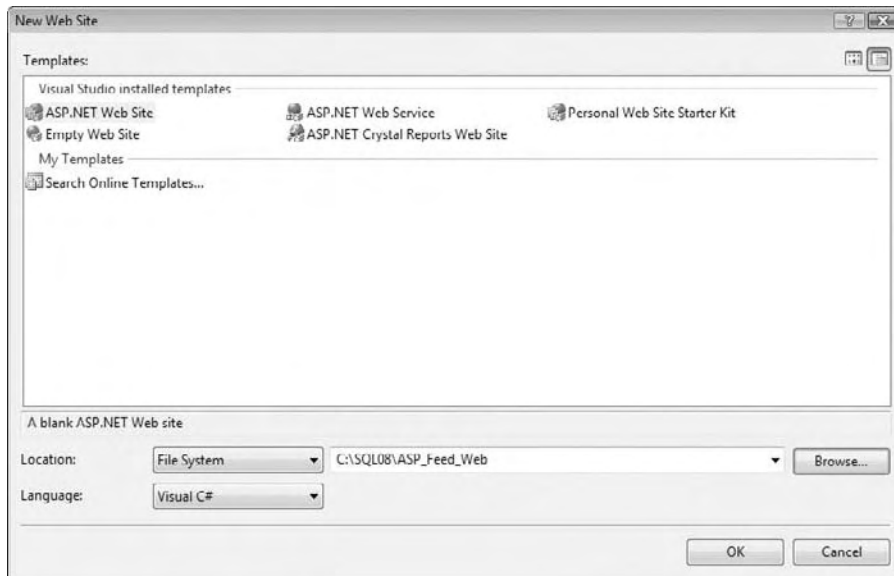 New Web Site
Templates:
Visual Studio installed templates
ASP.NET Web Site ASP.NET Web Service Personal Web Site Starter Kit
Empty Web Site ASP.NET Crystal Reports Web Site
My Templates
Search Online Templates...
A blank ASP.NET Web site
Location: File System C:\SQL08\ASP_Feed_Web Browse...
Language: Visual C#
OK Cancel